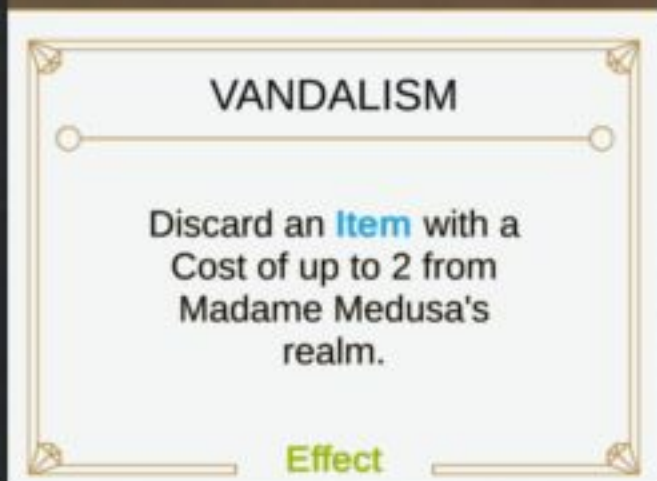 VANDALISM
Discard an Item with a
Cost of up to 2 from
Madame Medusa's
realm.
Effect